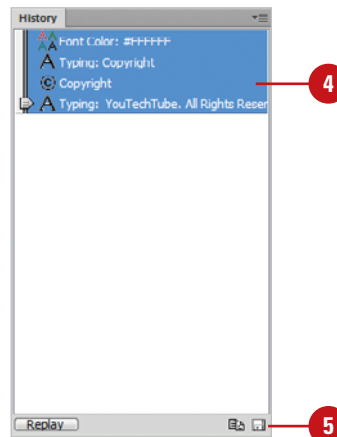 History
Font Color: #FFFFFF
Typing: Copyright
© Copyright
Typing: YouTechTube. All Rights Reser
4
Replay
5